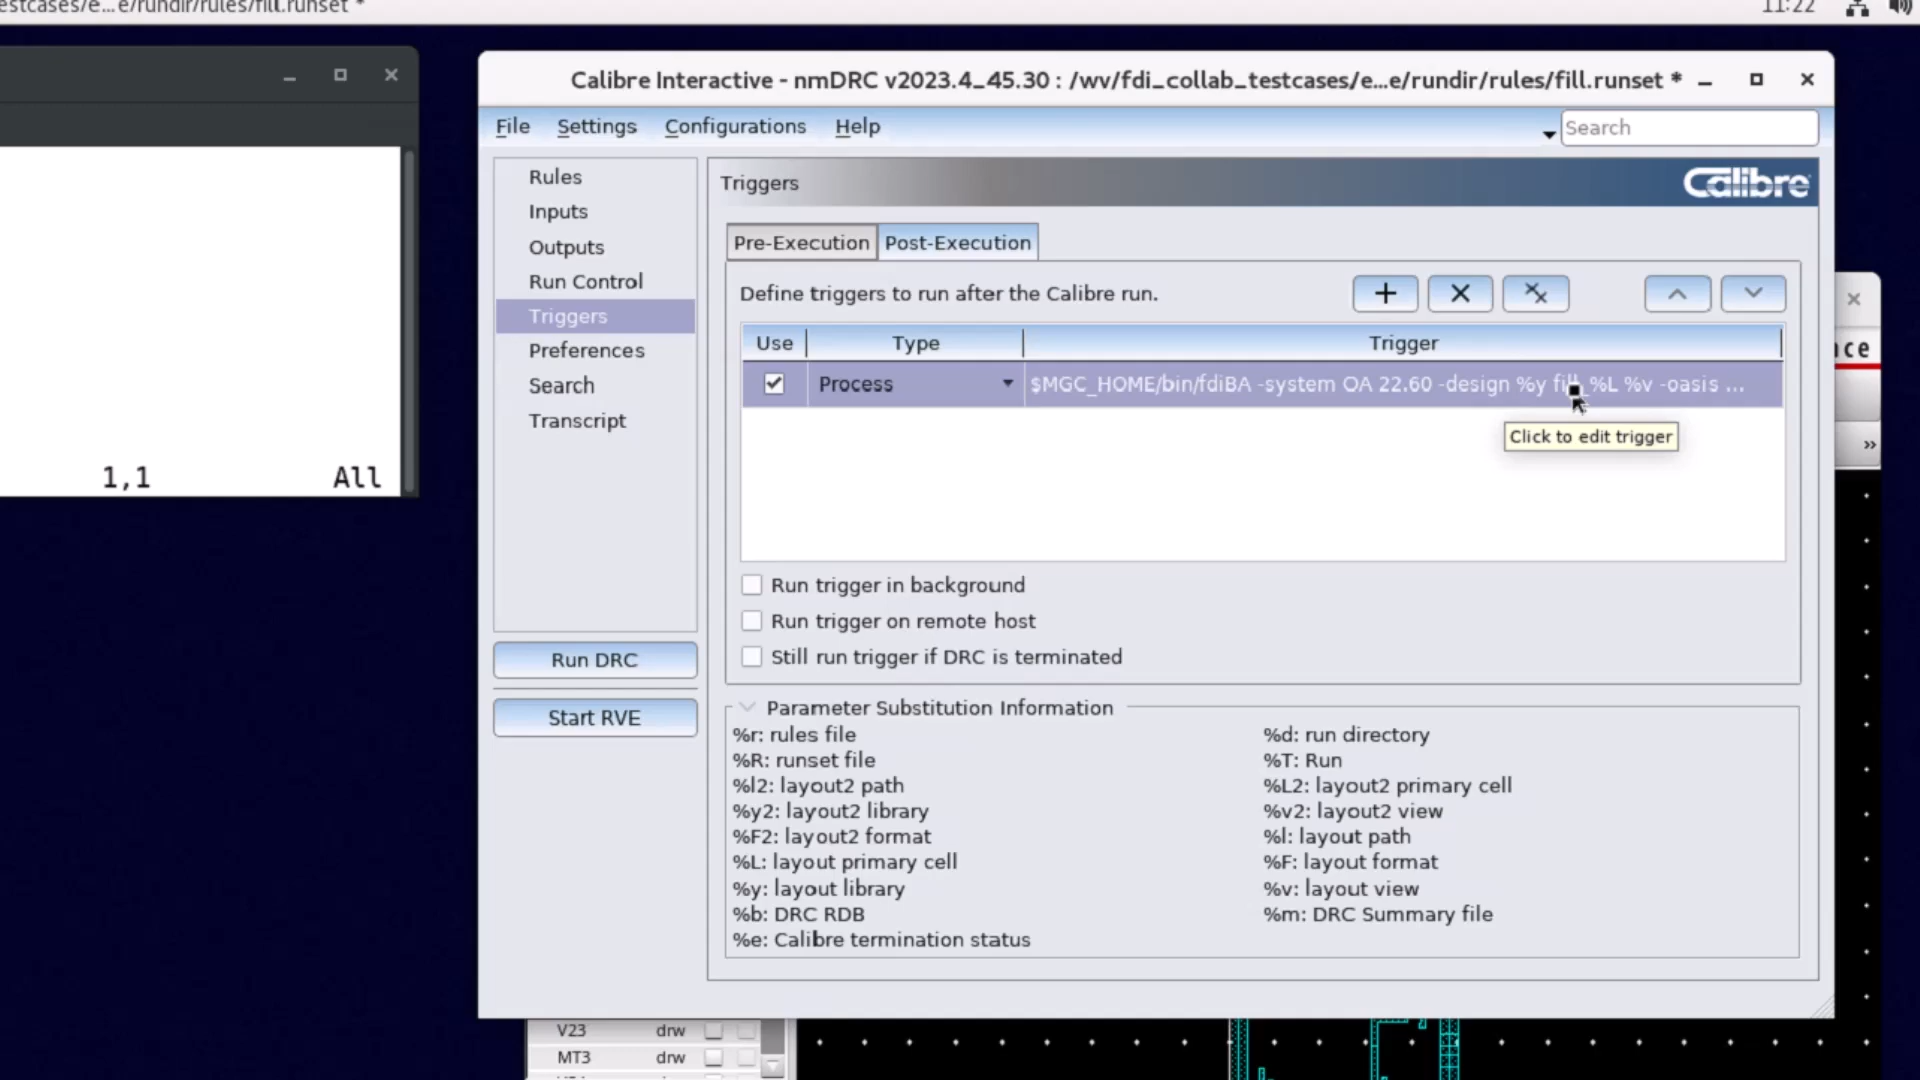 estcases/e...e/rundir/rules/fill.runset *
11:22
Calibre Interactive - nmDRC v2023.4_45.30 : /wv/fdi_collab_testcases/e...e/rundir/rules/fill.runset *
File Settings Configurations Help Search
Rules
Inputs
Outputs
Run Control
Triggers
Preferences
Search
Transcript
Run DRC
Start RVE
Triggers
Calibre
Pre-Execution Post-Execution
Define triggers to run after the Calibre run.
Use Type Trigger
Process $MGC_HOME/bin/fdiBA -system OA 22.60 -design %y fill_%L %v -oasis ...
Click to edit trigger
Run trigger in background
Run trigger on remote host
Still run trigger if DRC is terminated
Parameter Substitution Information
%r: rules file %d: run directory
%R: runset file %T: Run
%l2: layout2 path %L2: layout2 primary cell
%y2: layout2 library %v2: layout2 view
%F2: layout2 format %l: layout path
%L: layout primary cell %F: layout format
%y: layout library %v: layout view
%b: DRC RDB %m: DRC Summary file
%e: Calibre termination status
1,1 All
nce
»
V23 drw
MT3 drw